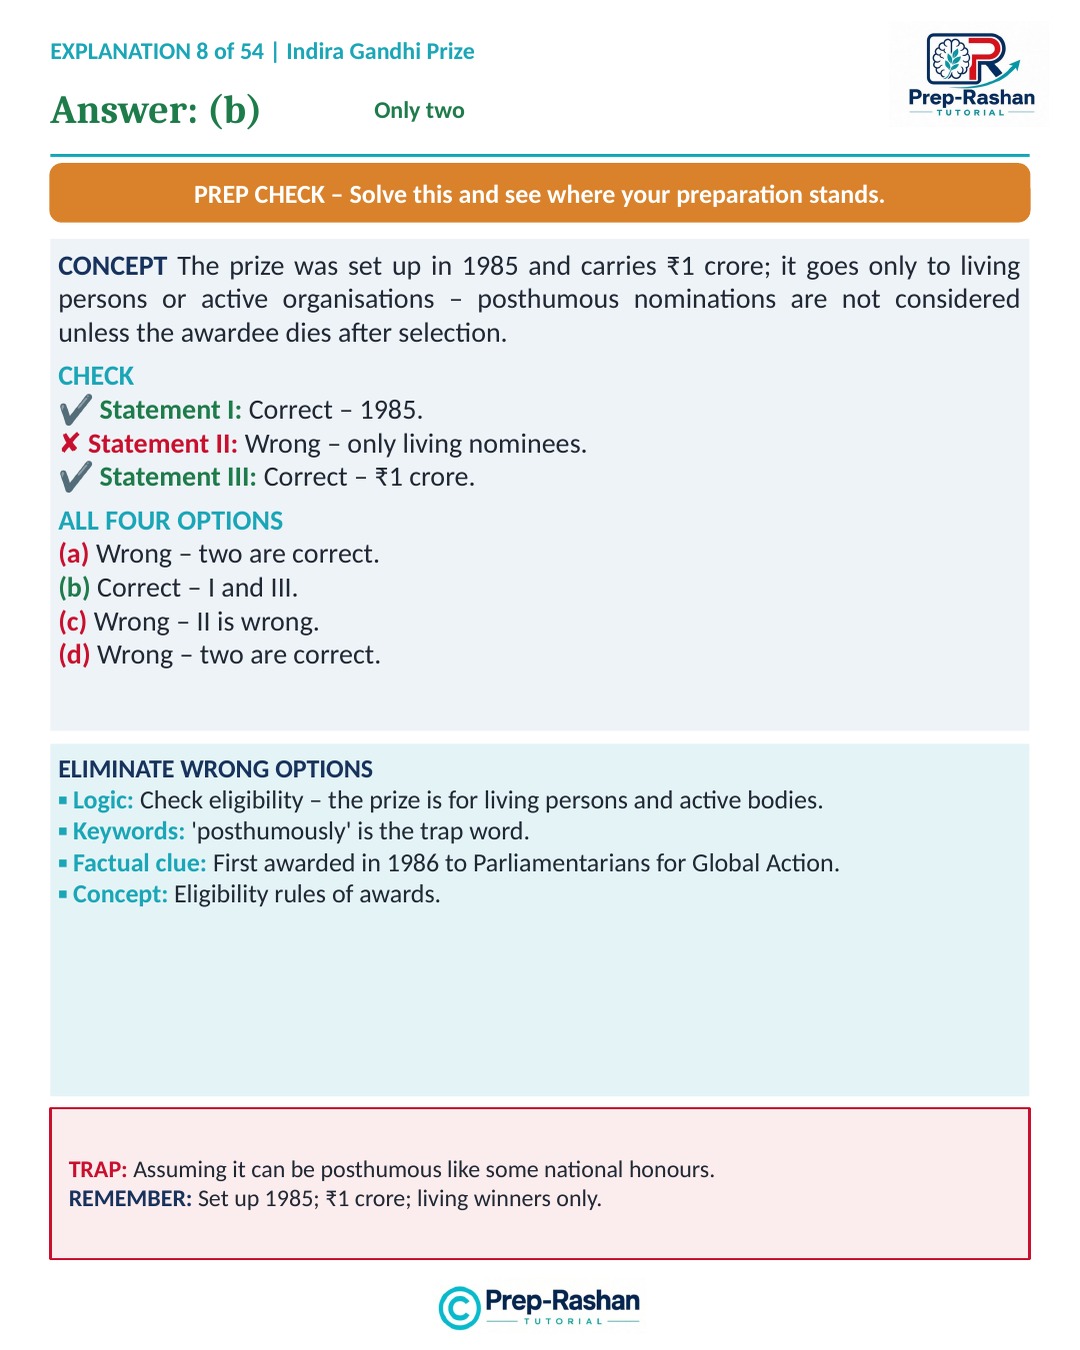 EXPLANATION 8 of 54 | Indira Gandhi Prize
Prep-Rashan
TUTORIAL
Answer: (b) Only two
PREP CHECK – Solve this and see where your preparation stands.
CONCEPT The prize was set up in 1985 and carries ₹1 crore; it goes only to living
persons or active organisations – posthumous nominations are not considered
unless the awardee dies after selection.
CHECK
✔ Statement I: Correct – 1985.
✘ Statement II: Wrong – only living nominees.
✔ Statement III: Correct – ₹1 crore.
ALL FOUR OPTIONS
(a) Wrong – two are correct.
(b) Correct – I and III.
(c) Wrong – II is wrong.
(d) Wrong – two are correct.
ELIMINATE WRONG OPTIONS
▪ Logic: Check eligibility – the prize is for living persons and active bodies.
▪ Keywords: 'posthumously' is the trap word.
▪ Factual clue: First awarded in 1986 to Parliamentarians for Global Action.
▪ Concept: Eligibility rules of awards.
TRAP: Assuming it can be posthumous like some national honours.
REMEMBER: Set up 1985; ₹1 crore; living winners only.
© Prep-Rashan
TUTORIAL